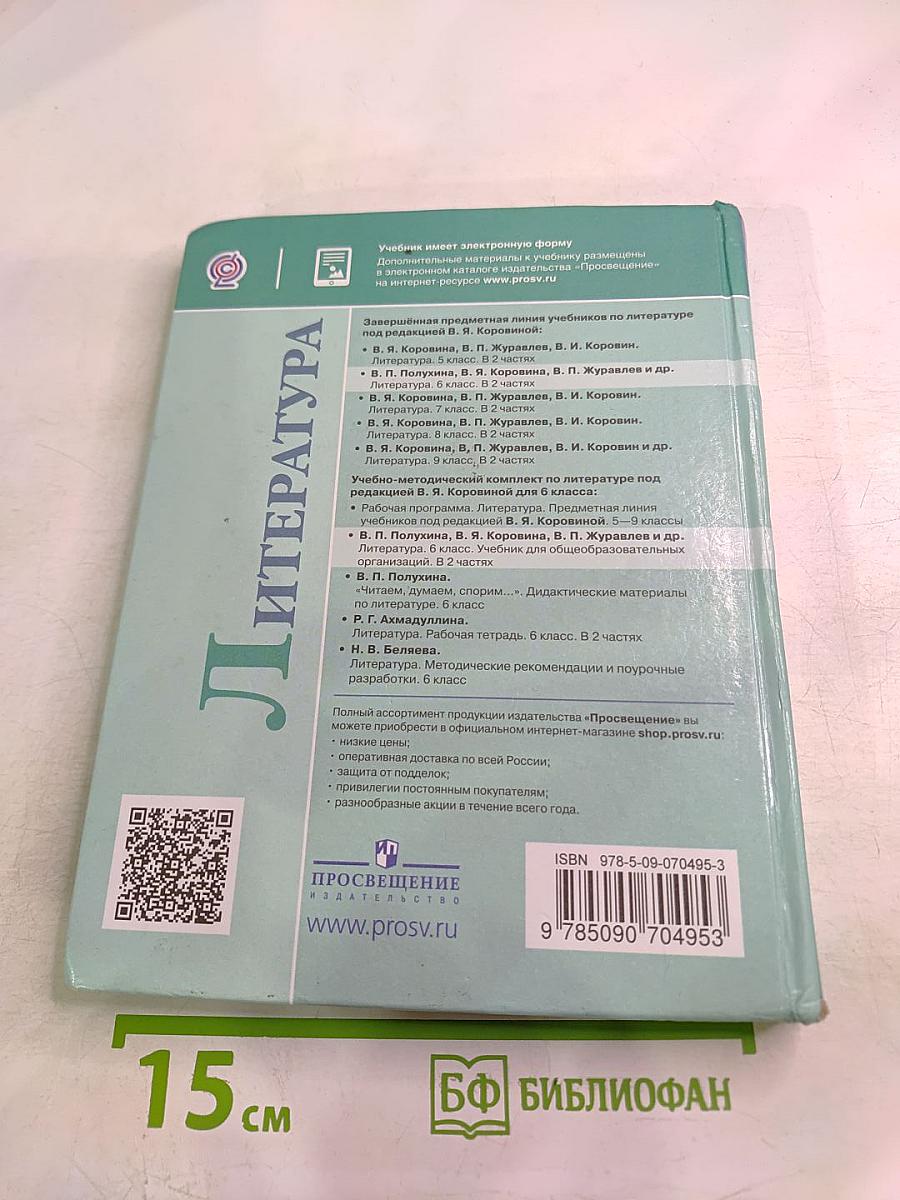 Учебник имеет электронную форму
Дополнительные материалы к учебнику размещены
в электронном каталоге издательства «Просвещение»
на интернет-ресурсе www.prosv.ru
ЛИТЕРАТУРА
Завершённая предметная линия учебников по литературе
под редакцией В. Я. Коровиной:
• В. Я. Коровина, В. П. Журавлев, В. И. Коровин.
Литература. 5 класс. В 2 частях
• В. П. Полухина, В. Я. Коровина, В. П. Журавлев и др.
Литература. 6 класс. В 2 частях
• В. Я. Коровина, В. П. Журавлев, В. И. Коровин.
Литература. 7 класс. В 2 частях
• В. Я. Коровина, В. П. Журавлев, В. И. Коровин.
Литература. 8 класс. В 2 частях
• В. Я. Коровина, В. П. Журавлев, В. И. Коровин и др.
Литература. 9 класс. В 2 частях
Учебно-методический комплект по литературе под
редакцией В. Я. Коровиной для 6 класса:
• Рабочая программа. Литература. Предметная линия
учебников под редакцией В. Я. Коровиной. 5—9 классы
• В. П. Полухина, В. Я. Коровина, В. П. Журавлев и др.
Литература. 6 класс. Учебник для общеобразовательных
организаций. В 2 частях
• В. П. Полухина.
«Читаем, думаем, спорим...». Дидактические материалы
по литературе. 6 класс
• Р. Г. Ахмадуллина.
Литература. Рабочая тетрадь. 6 класс. В 2 частях
• Н. В. Беляева.
Литература. Методические рекомендации и поурочные
разработки. 6 класс
Полный ассортимент продукции издательства «Просвещение» вы
можете приобрести в официальном интернет-магазине shop.prosv.ru:
· низкие цены;
· оперативная доставка по всей России;
· защита от подделок;
· привилегии постоянным покупателям;
· разнообразные акции в течение всего года.
ИП
ПРОСВЕЩЕНИЕ
ИЗДАТЕЛЬСТВО
www.prosv.ru
ISBN 978-5-09-070495-3
9 785090 704953
15 см
БФ БИБЛИОФАН